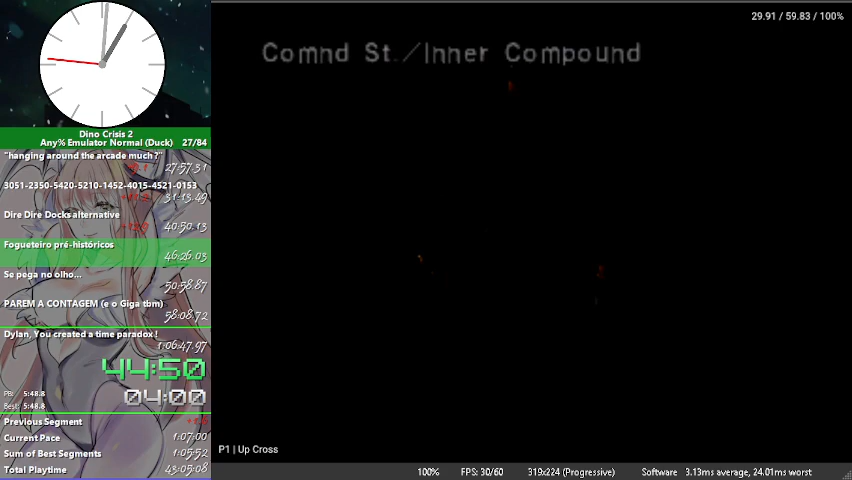 29.91 / 59.83 / 100%
Comnd St./Inner Compound
Dino Crisis 2
Any% Emulator Normal (Duck) 27/84
"hanging around the arcade much?"
27:57.31
3051-2350-5420-5210-1452-4015-4521-0153
31:13.49
Dire Dire Docks alternative
40:50.13
Fogueteiro pré-históricos
46:26.03
Se pega no olho...
50:58.87
PAREM A CONTAGEM (e o Giga tbm)
58:08.72
Dylan, You created a time paradox!
1:06:47.97
44:50
04:00
PB: 5:48.8
Best: 5:48.8
Previous Segment
Current Pace 1:07:00
Sum of Best Segments 1:05:52
Total Playtime 43:05:08
P1 | Up Cross
100% FPS: 30/60 319x224 (Progressive) Software 3.13ms average, 24.01ms worst